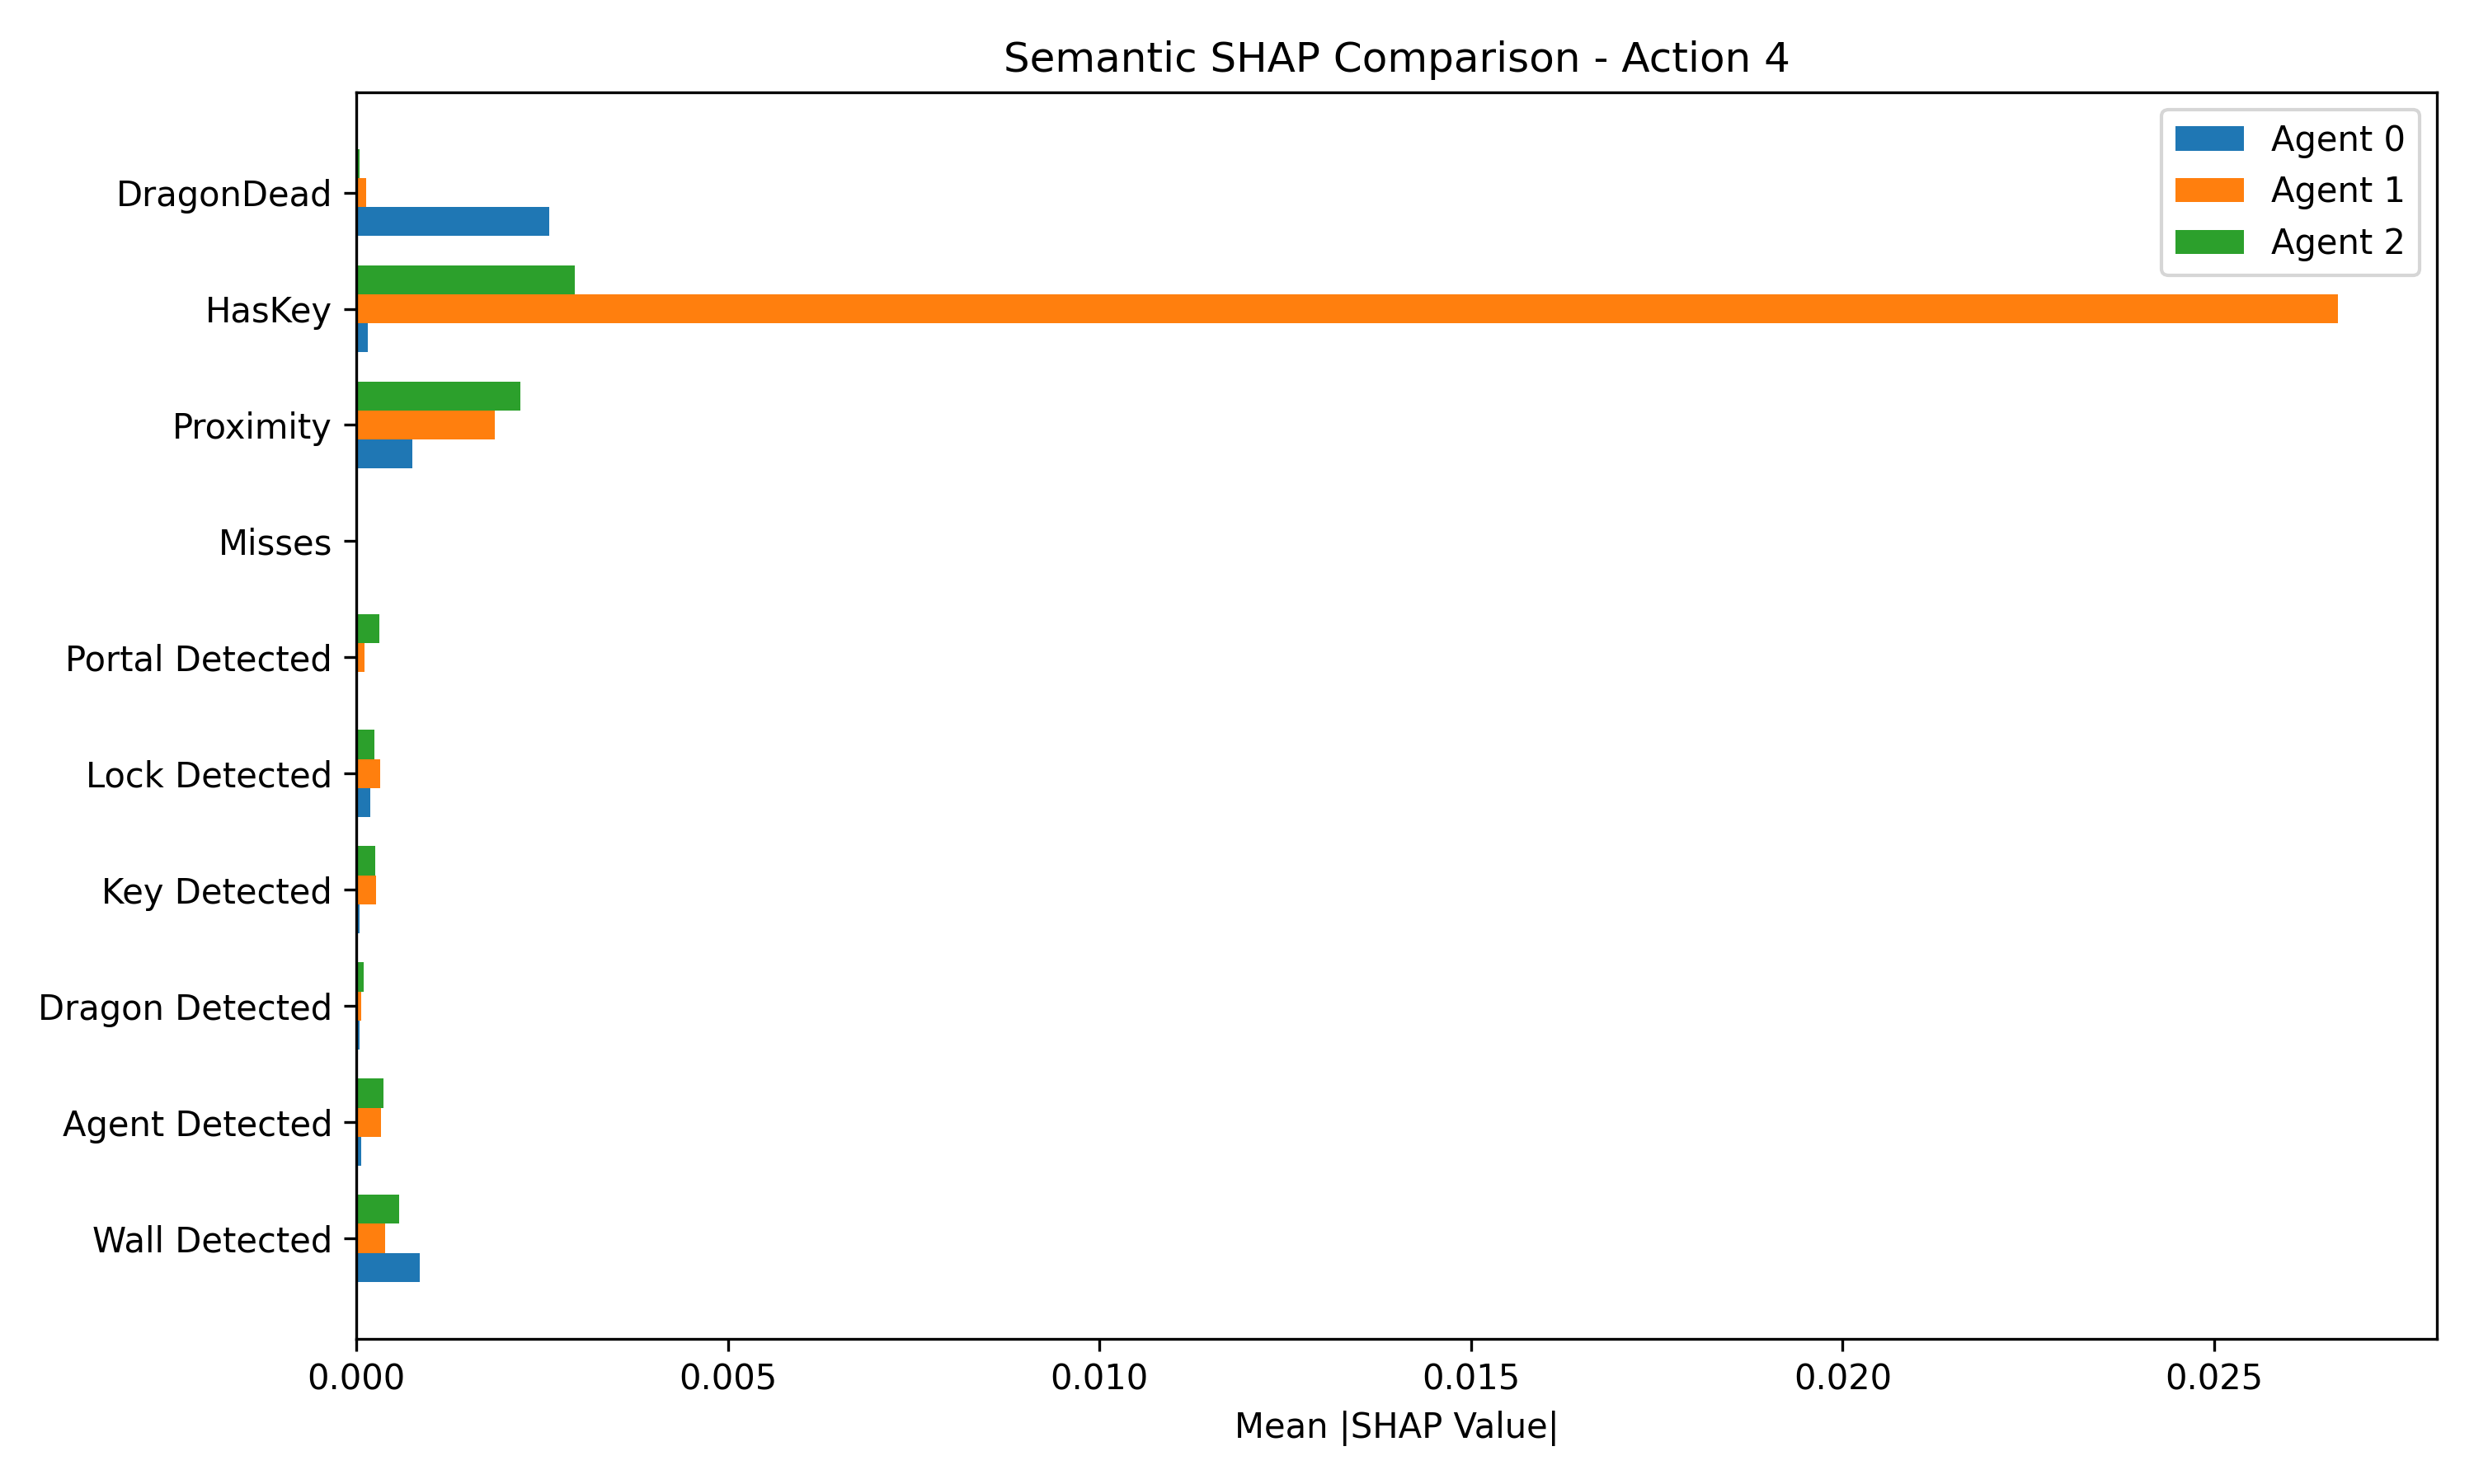 Semantic SHAP Comparison - Action 4
Agent 0
Agent 1
Agent 2
DragonDead
HasKey
Proximity
Misses
Portal Detected
Lock Detected
Key Detected
Dragon Detected
Agent Detected
Wall Detected
0.000 0.005 0.010 0.015 0.020 0.025
Mean |SHAP Value|